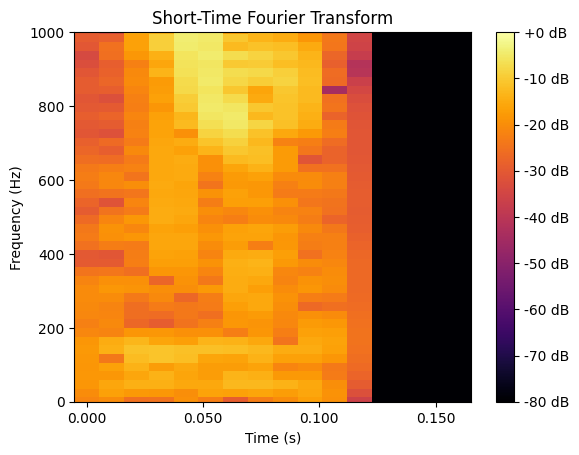 Short-Time Fourier Transform
1000
800
600
400
200
0
Frequency (Hz)
0.000
0.050
0.100
0.150
Time (s)
+0 dB
-10 dB
-20 dB
-30 dB
-40 dB
-50 dB
-60 dB
-70 dB
-80 dB